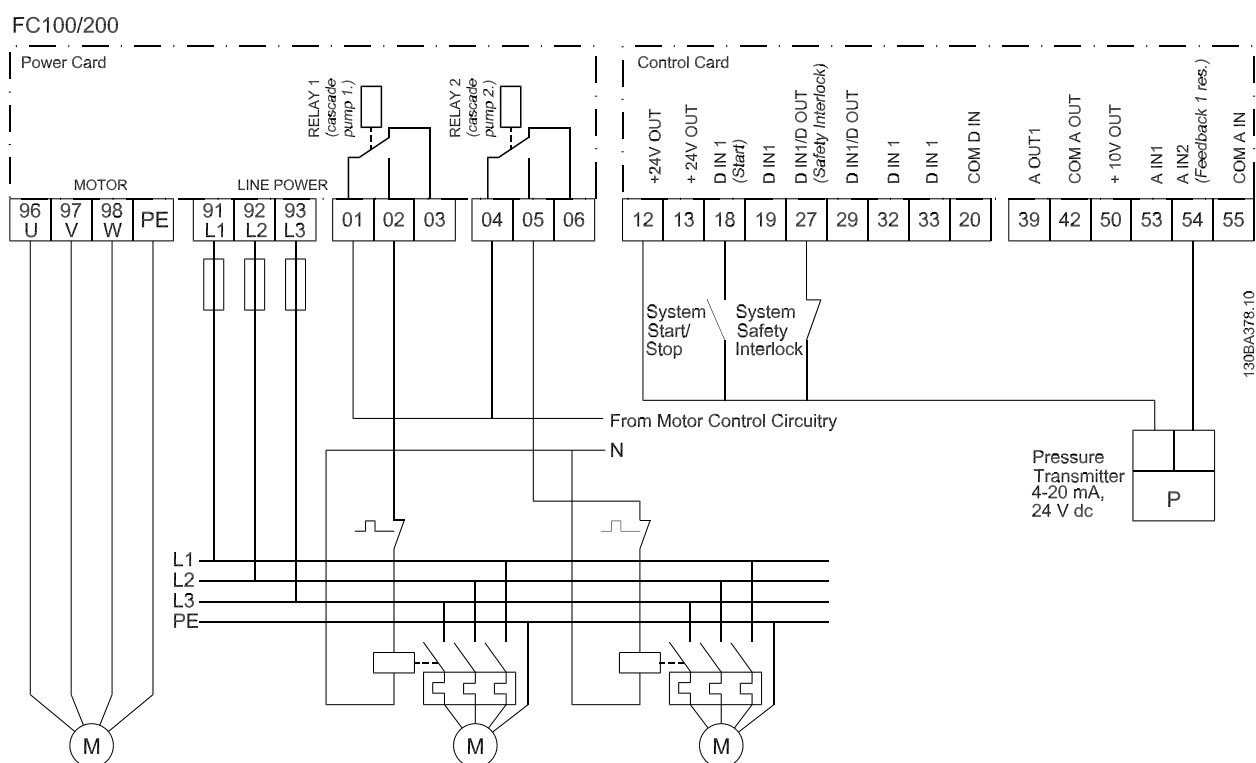 FC100/200
Power Card
Control Card
RELAY 1
(cascade
pump 1.)
RELAY 2
(cascade
pump 2.)
+24V OUT
+ 24V OUT
D IN 1
(Start)
D IN1
D IN1/D OUT
(Safety Interlock)
D IN1/D OUT
D IN 1
D IN 1
COM D IN
A OUT1
COM A OUT
+ 10V OUT
A IN1
A IN2
(Feedback 1 res.)
COM A IN
MOTOR
LINE POWER
96
U
97
V
98
W
PE
91
L1
92
L2
93
L3
01
02
03
04
05
06
12
13
18
19
27
29
32
33
20
39
42
50
53
54
55
System
Start/
Stop
System
Safety
Interlock
130BA378.10
From Motor Control Circuitry
N
Pressure
Transmitter
4-20 mA,
24 V dc
P
L1
L2
L3
PE
M
M
M